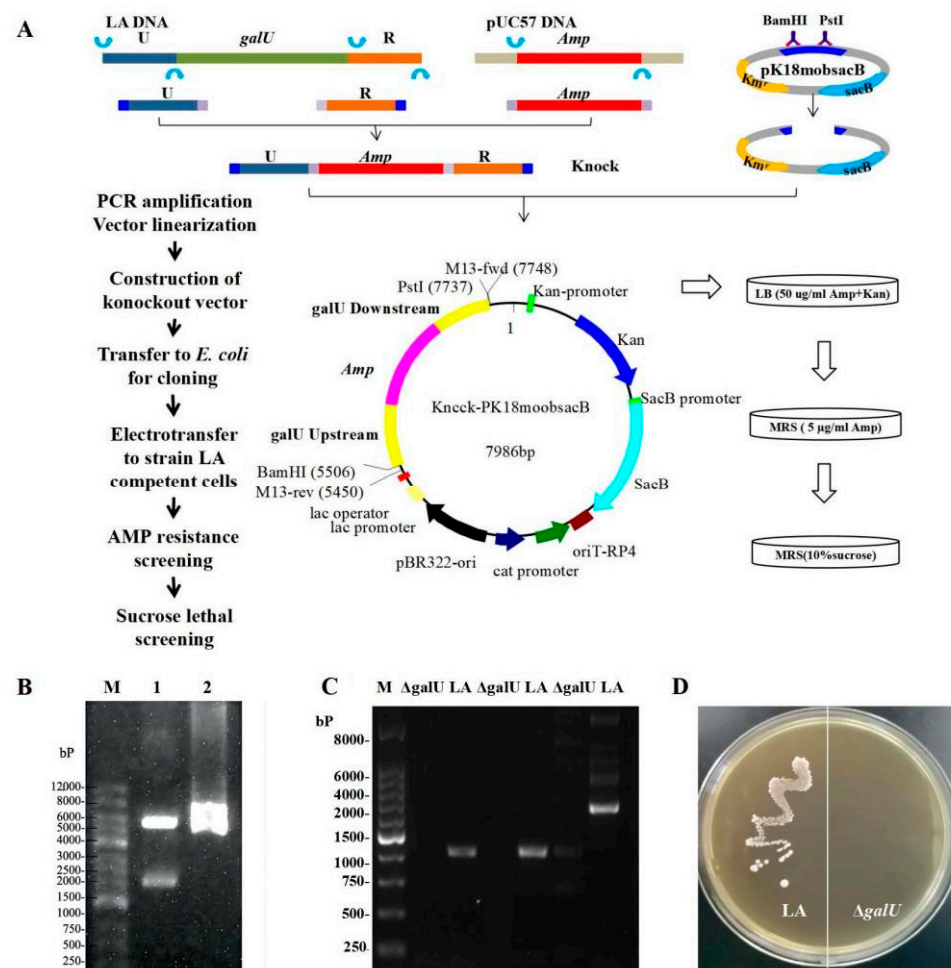 A
LA DNA
U galU R
pUC57 DNA
Amp
BamHI PstI
pK18mobsacB
Kmr sacB
Kmr sacB
U
R
Amp
U Amp R
Knock
PCR amplification
Vector linearization
Construction of
konockout vector
Transfer to E. coli
for cloning
Electrotransfer
to strain LA
competent cells
AMP resistance
screening
Sucrose lethal
screening
M13-fwd (7748)
PstI (7737)
Kan-promoter
galU Downstream
1
Kan
Amp
SacB promoter
Kncck-PK18moobsacB
7986bp
galU Upstream
BamHI (5506)
M13-rev (5450)
SacB
lac operator
lac promoter
oriT-RP4
pBR322-ori
cat promoter
LB (50 ug/ml Amp+Kan)
MRS ( 5 µg/ml Amp)
MRS(10%sucrose)
B
M 1 2
bP
12000-
8000-
6000-
5000-
4000-
3000-
2500-
2000-
1500-
1000-
750-
500-
250-
C
M ΔgalU LA ΔgalU LA ΔgalU LA
bP
8000-
6000-
4000-
2000-
1500-
1000-
750-
500-
250-
D
LA ΔgalU